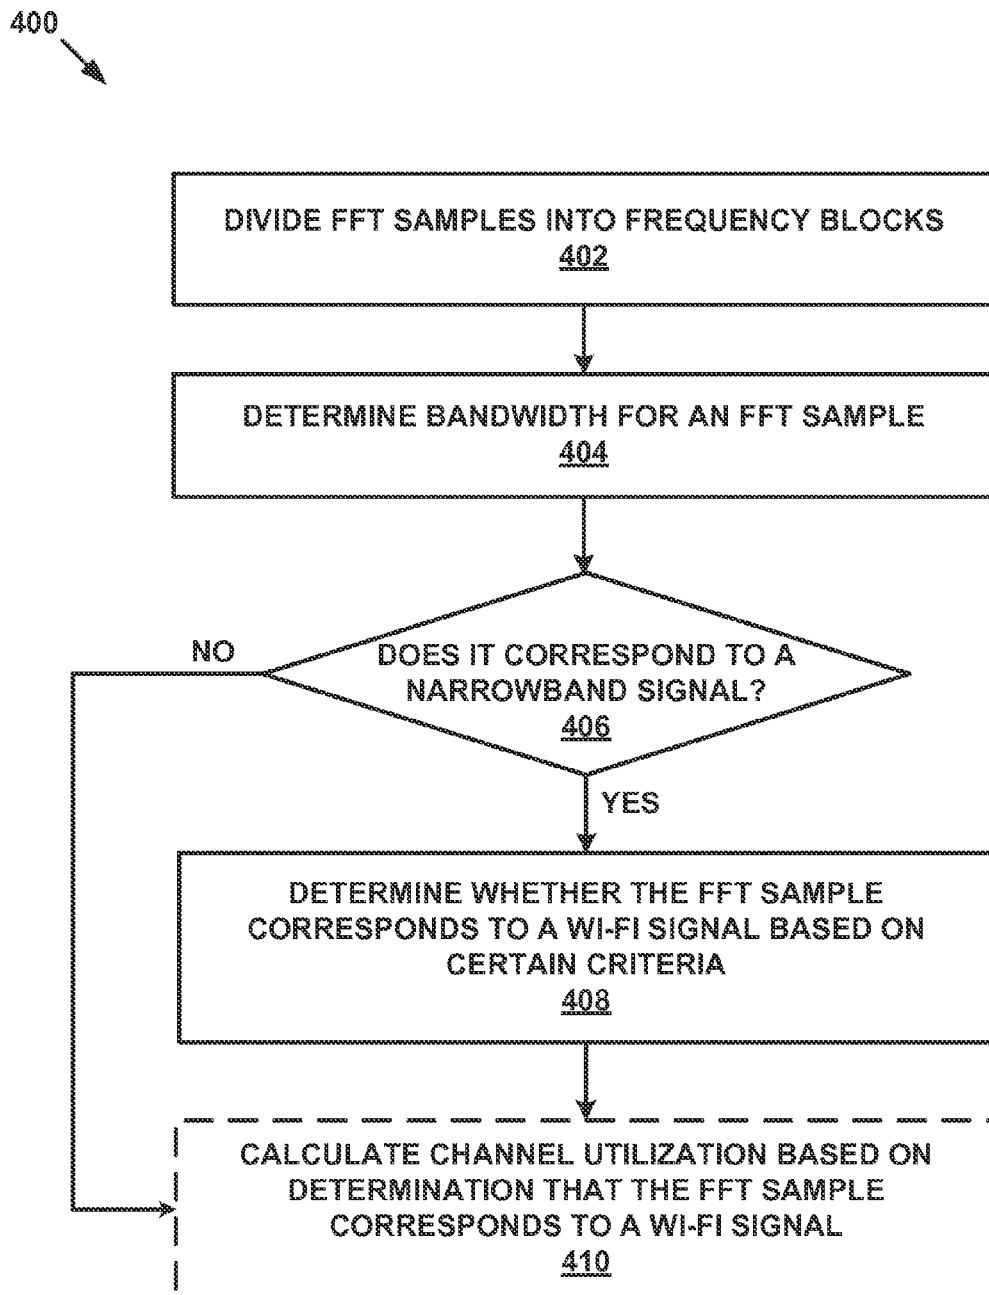 400
DIVIDE FFT SAMPLES INTO FREQUENCY BLOCKS
402
DETERMINE BANDWIDTH FOR AN FFT SAMPLE
404
NO
DOES IT CORRESPOND TO A
NARROWBAND SIGNAL?
406
YES
DETERMINE WHETHER THE FFT SAMPLE
CORRESPONDS TO A WI-FI SIGNAL BASED ON
CERTAIN CRITERIA
408
CALCULATE CHANNEL UTILIZATION BASED ON
DETERMINATION THAT THE FFT SAMPLE
CORRESPONDS TO A WI-FI SIGNAL
410